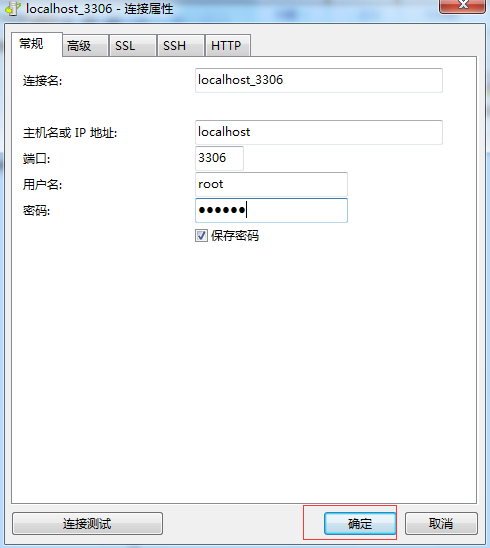 localhost_3306 - 连接属性
常规 高级 SSL SSH HTTP
连接名: localhost_3306
主机名或 IP 地址: localhost
端口: 3306
用户名: root
密码: ●●●●●●
保存密码
连接测试 确定 取消